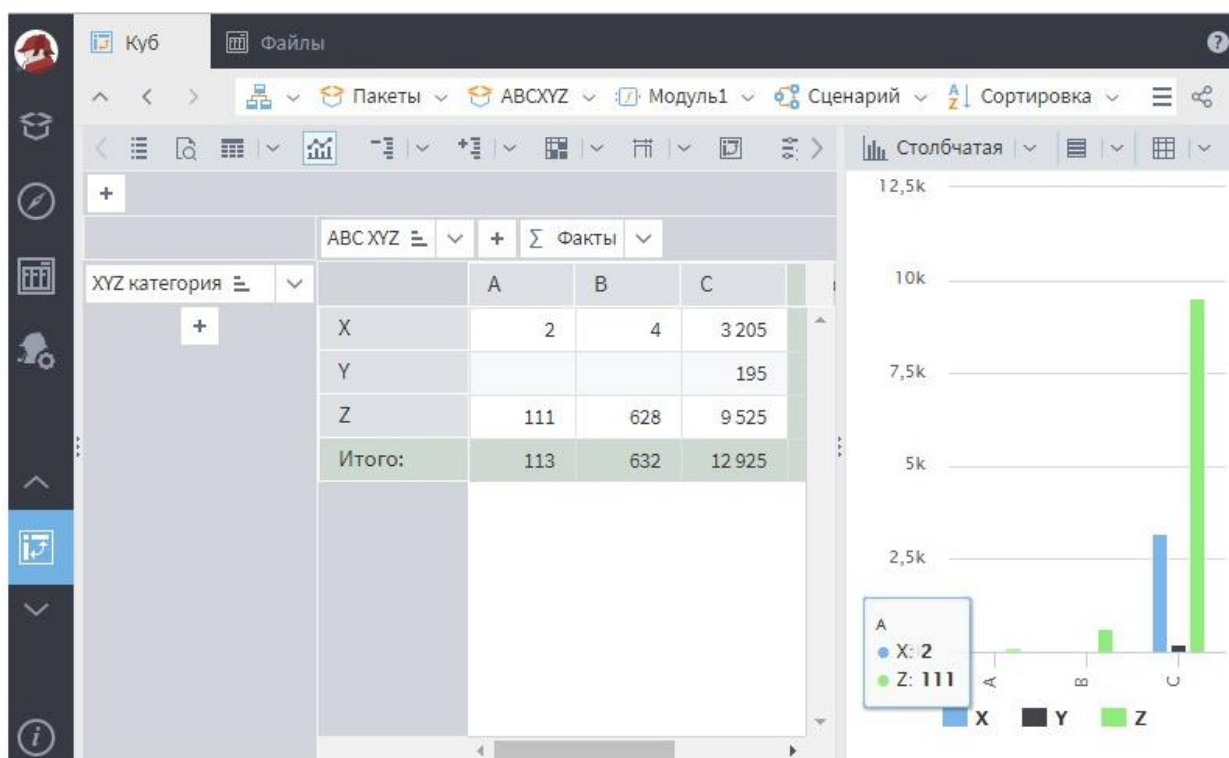 Куб Файлы
Пакеты ABCXYZ Модуль1 Сценарий Сортировка
Столбчатая
ABC XYZ Σ Факты
XYZ категория
A B C
X 2 4 3 205
Y 195
Z 111 628 9 525
Итого: 113 632 12 925
12,5k
10k
7,5k
5k
2,5k
A
X: 2
Z: 111
A B C
X Y Z